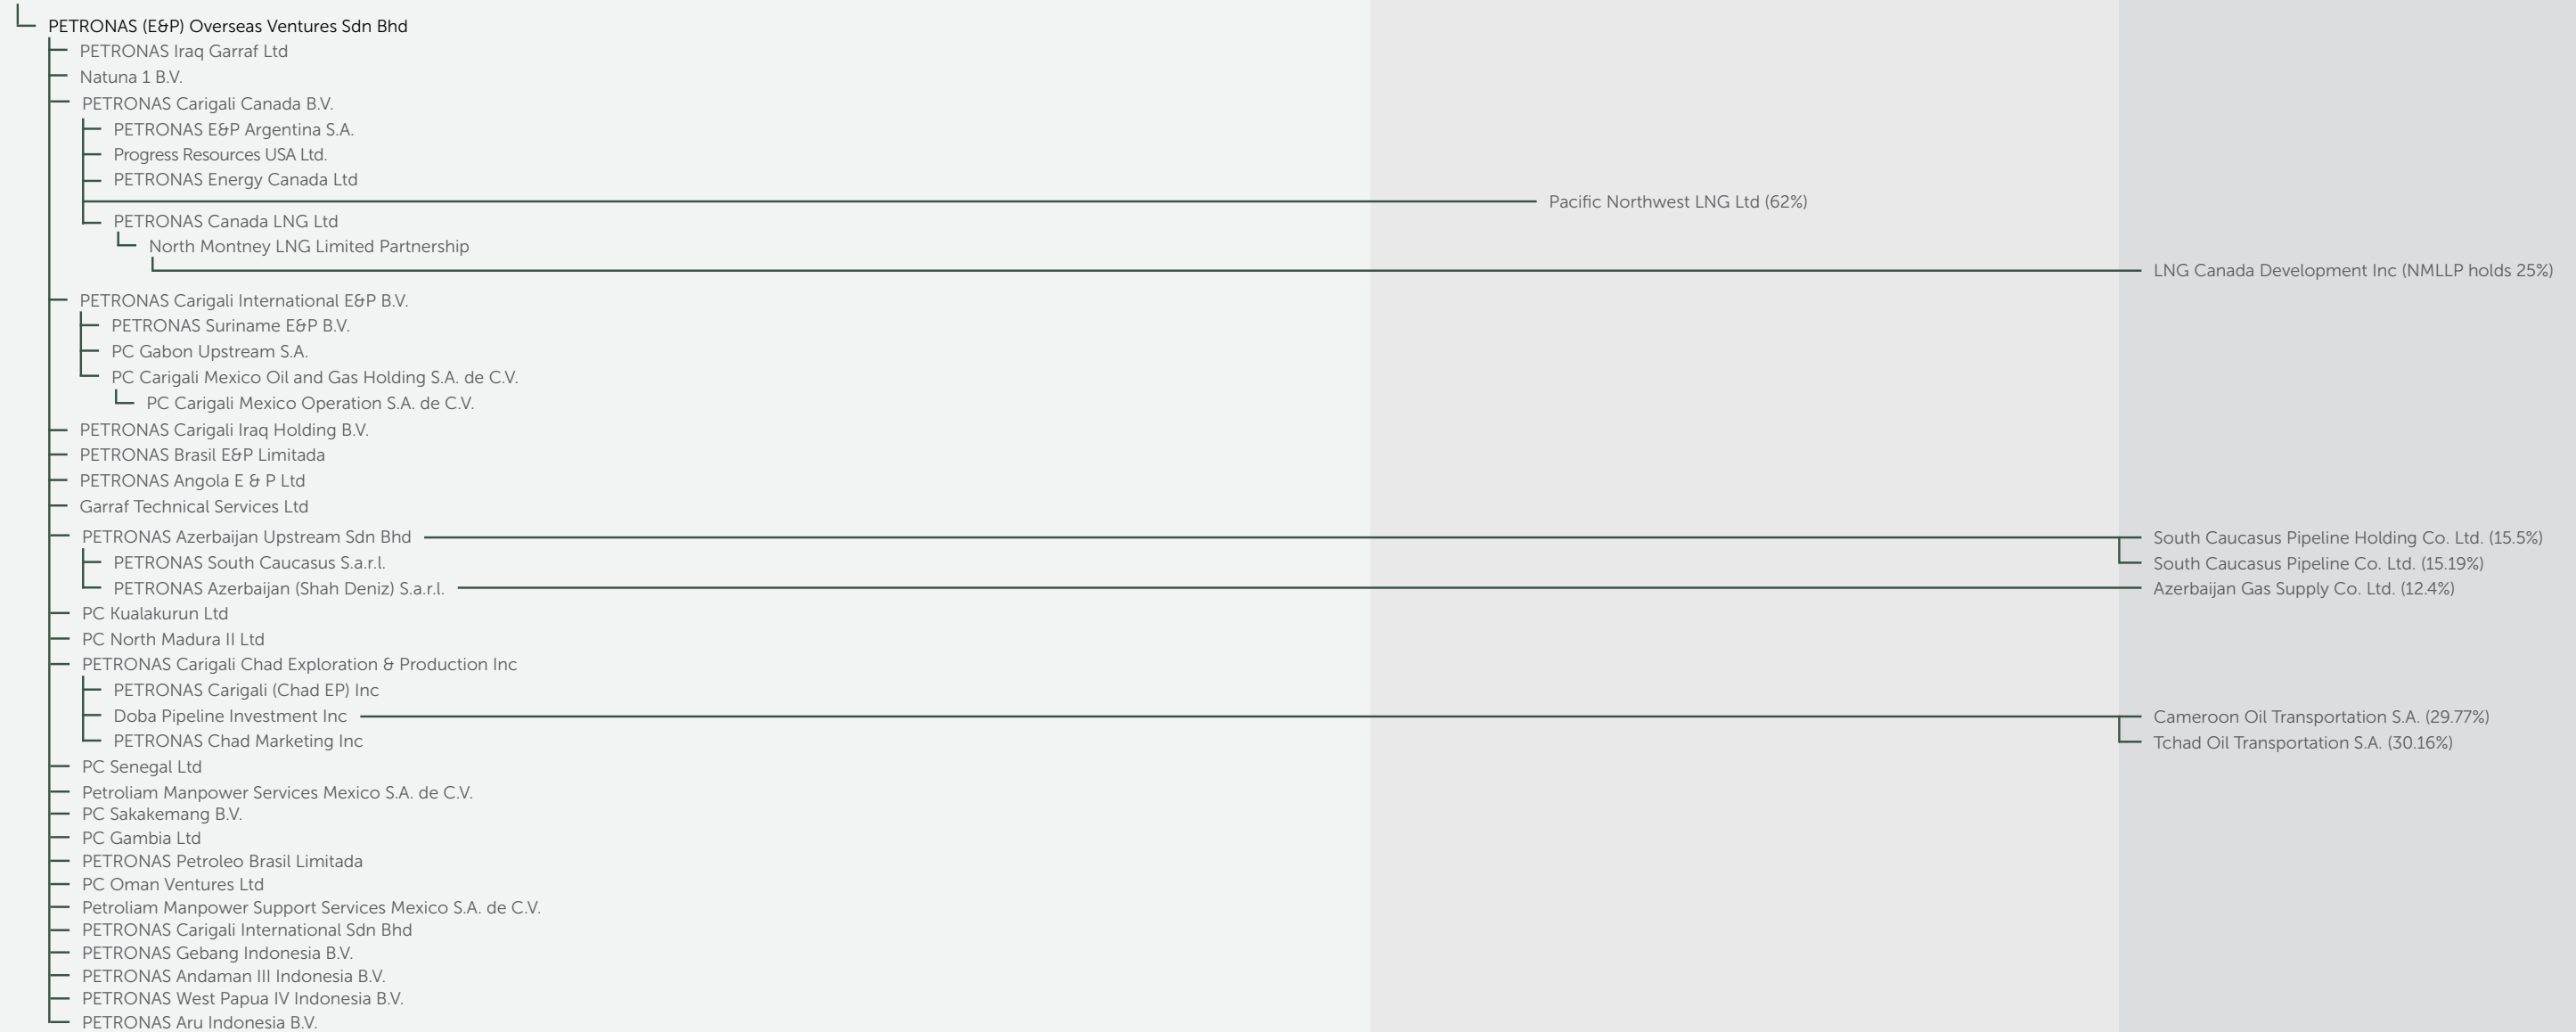 PETRONAS (E&P) Overseas Ventures Sdn Bhd
PETRONAS Iraq Garraf Ltd
Natuna 1 B.V.
PETRONAS Carigali Canada B.V.
PETRONAS E&P Argentina S.A.
Progress Resources USA Ltd.
PETRONAS Energy Canada Ltd
Pacific Northwest LNG Ltd (62%)
PETRONAS Canada LNG Ltd
North Montney LNG Limited Partnership
LNG Canada Development Inc (NMLLP holds 25%)
PETRONAS Carigali International E&P B.V.
PETRONAS Suriname E&P B.V.
PC Gabon Upstream S.A.
PC Carigali Mexico Oil and Gas Holding S.A. de C.V.
PC Carigali Mexico Operation S.A. de C.V.
PETRONAS Carigali Iraq Holding B.V.
PETRONAS Brasil E&P Limitada
PETRONAS Angola E & P Ltd
Garraf Technical Services Ltd
PETRONAS Azerbaijan Upstream Sdn Bhd
South Caucasus Pipeline Holding Co. Ltd. (15.5%)
PETRONAS South Caucasus S.a.r.l.
South Caucasus Pipeline Co. Ltd. (15.19%)
PETRONAS Azerbaijan (Shah Deniz) S.a.r.l.
Azerbaijan Gas Supply Co. Ltd. (12.4%)
PC Kualakurun Ltd
PC North Madura II Ltd
PETRONAS Carigali Chad Exploration & Production Inc
PETRONAS Carigali (Chad EP) Inc
Doba Pipeline Investment Inc
Cameroon Oil Transportation S.A. (29.77%)
PETRONAS Chad Marketing Inc
Tchad Oil Transportation S.A. (30.16%)
PC Senegal Ltd
Petroliam Manpower Services Mexico S.A. de C.V.
PC Sakakemang B.V.
PC Gambia Ltd
PETRONAS Petroleo Brasil Limitada
PC Oman Ventures Ltd
Petroliam Manpower Support Services Mexico S.A. de C.V.
PETRONAS Carigali International Sdn Bhd
PETRONAS Gebang Indonesia B.V.
PETRONAS Andaman III Indonesia B.V.
PETRONAS West Papua IV Indonesia B.V.
PETRONAS Aru Indonesia B.V.